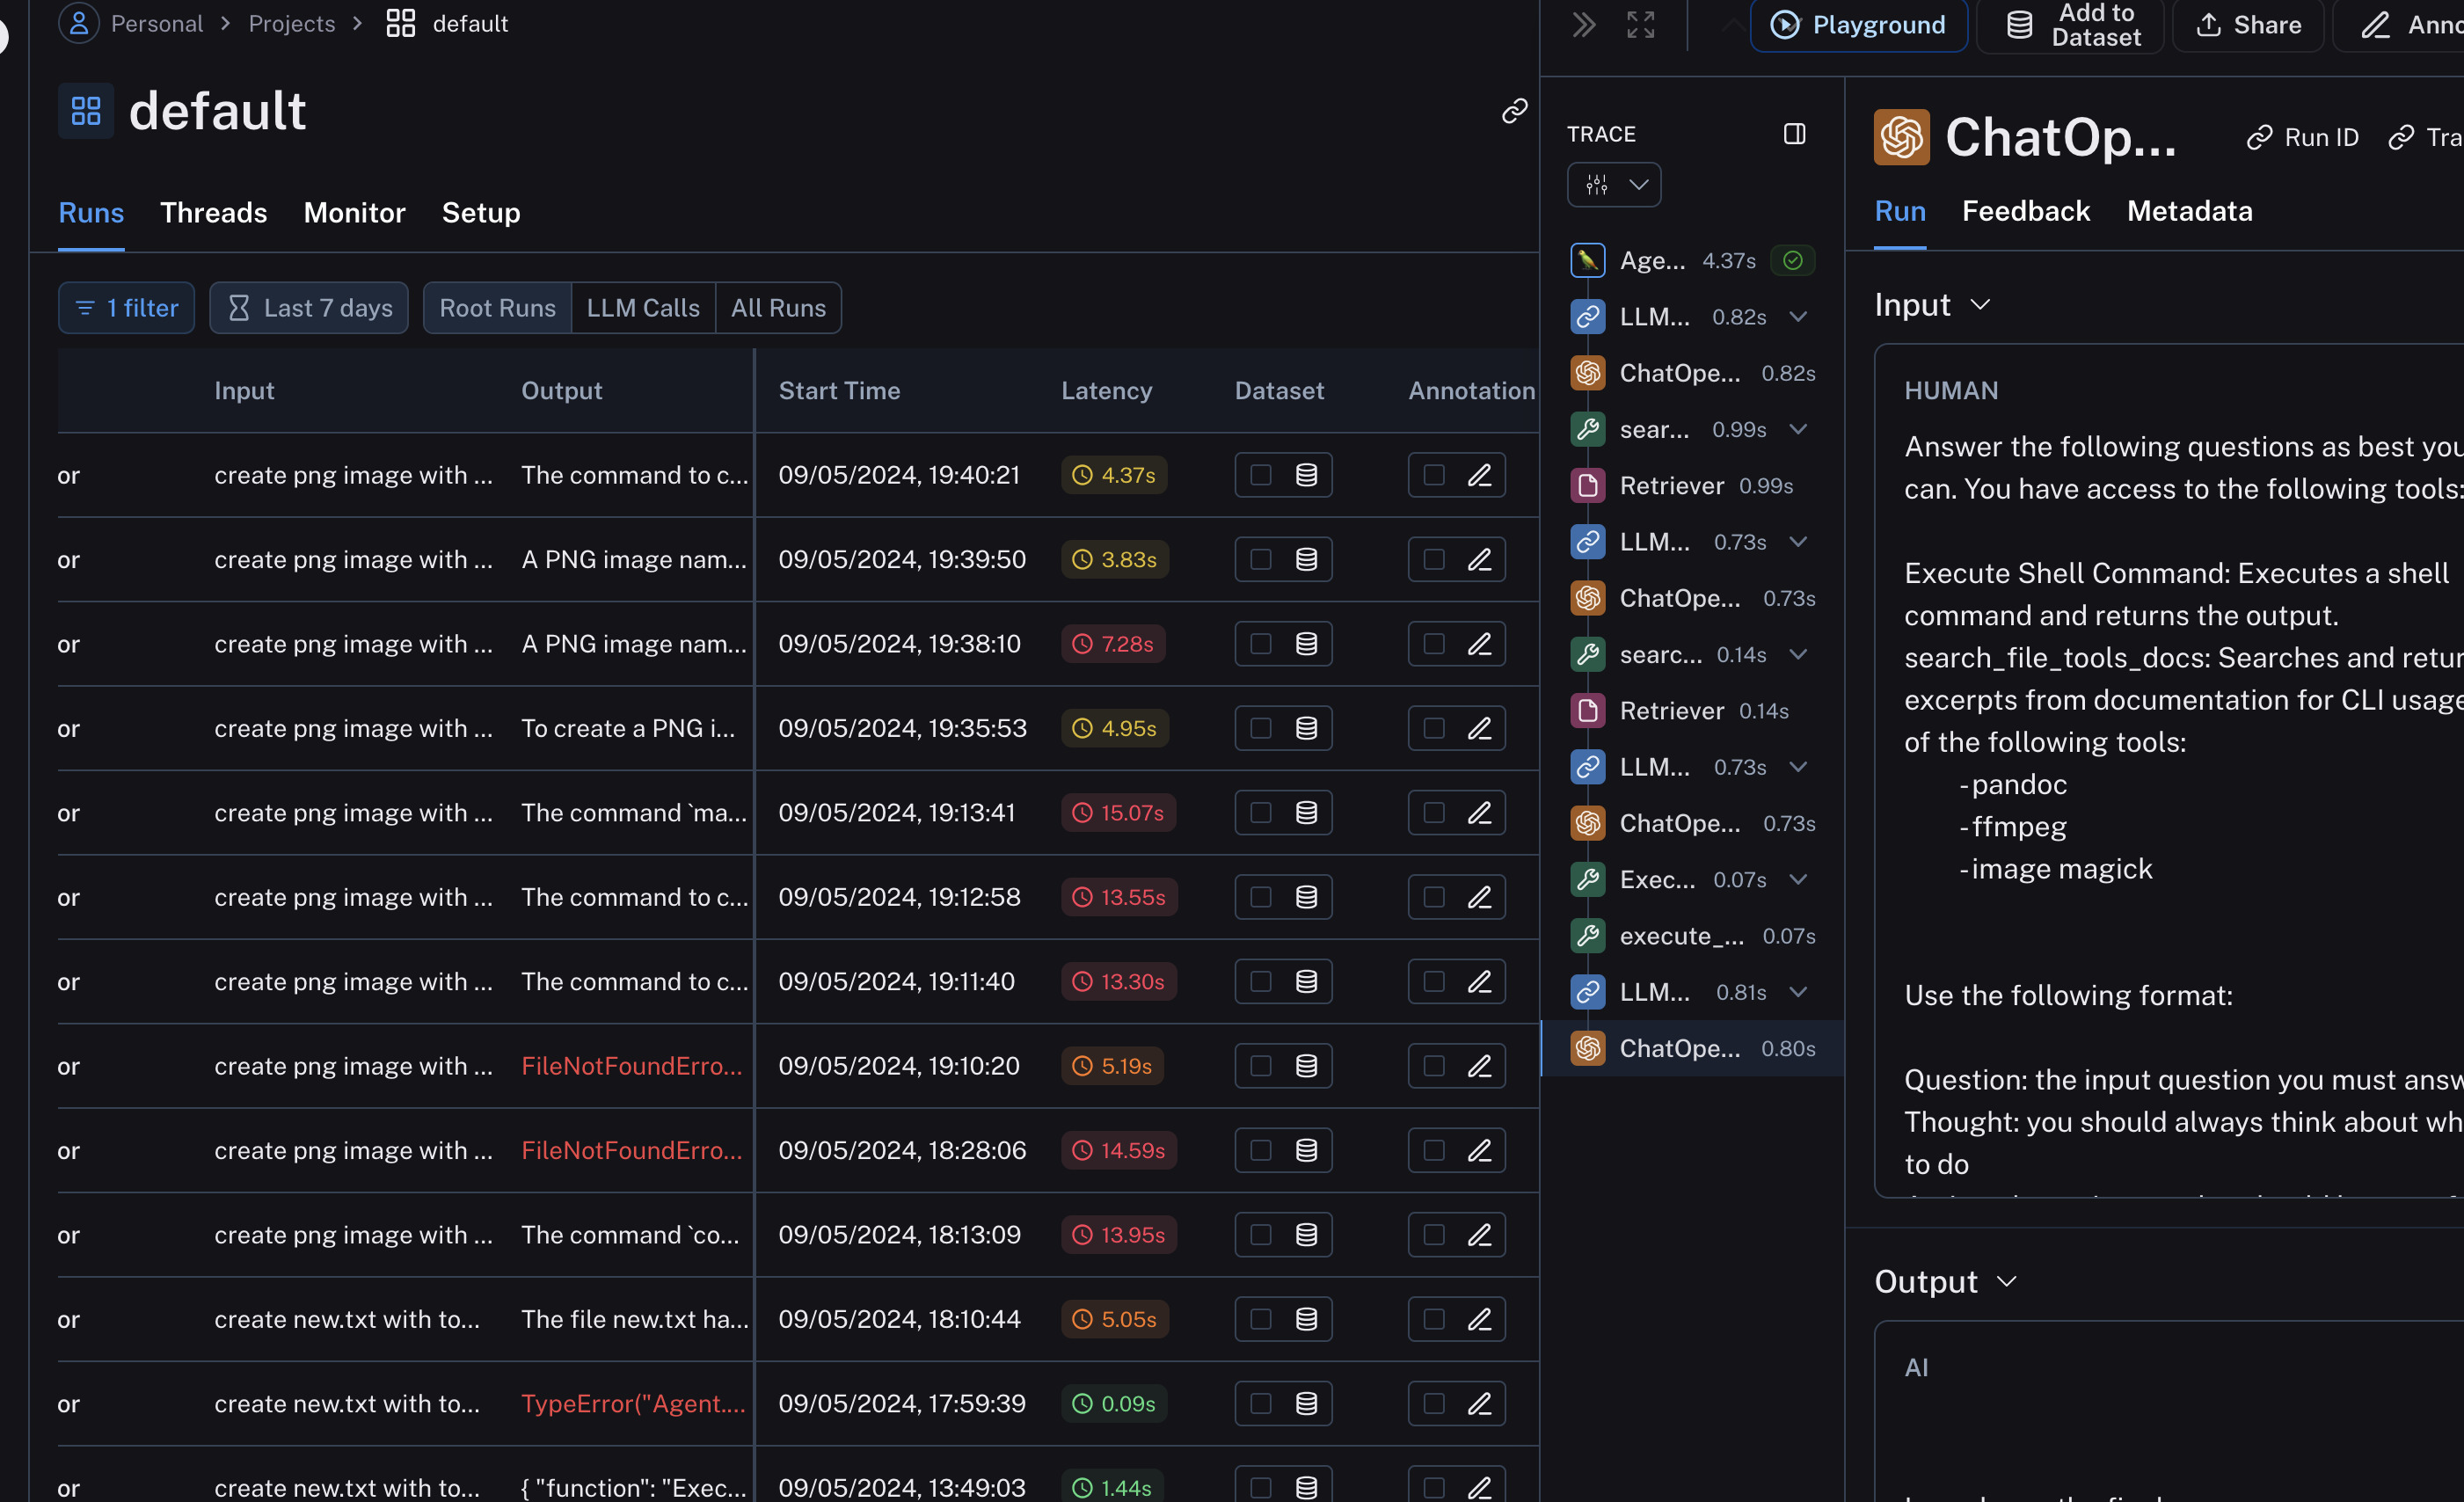 Personal > Projects > default
default
Runs Threads Monitor Setup
1 filter Last 7 days Root Runs LLM Calls All Runs
Input Output Start Time Latency Dataset Annotation
or create png image with ... The command to c... 09/05/2024, 19:40:21 4.37s
or create png image with ... A PNG image nam... 09/05/2024, 19:39:50 3.83s
or create png image with ... A PNG image nam... 09/05/2024, 19:38:10 7.28s
or create png image with ... To create a PNG i... 09/05/2024, 19:35:53 4.95s
or create png image with ... The command `ma... 09/05/2024, 19:13:41 15.07s
or create png image with ... The command to c... 09/05/2024, 19:12:58 13.55s
or create png image with ... The command to c... 09/05/2024, 19:11:40 13.30s
or create png image with ... FileNotFoundErro... 09/05/2024, 19:10:20 5.19s
or create png image with ... FileNotFoundErro... 09/05/2024, 18:28:06 14.59s
or create png image with ... The command `co... 09/05/2024, 18:13:09 13.95s
or create new.txt with to... The file new.txt ha... 09/05/2024, 18:10:44 5.05s
or create new.txt with to... TypeError("Agent.... 09/05/2024, 17:59:39 0.09s
or create new.txt with to... { "function": "Exec... 09/05/2024, 13:49:03 1.44s
Playground Add to Dataset Share Anno
TRACE
Age... 4.37s
LLM... 0.82s
ChatOpe... 0.82s
sear... 0.99s
Retriever 0.99s
LLM... 0.73s
ChatOpe... 0.73s
searc... 0.14s
Retriever 0.14s
LLM... 0.73s
ChatOpe... 0.73s
Exec... 0.07s
execute_... 0.07s
LLM... 0.81s
ChatOpe... 0.80s
ChatOp... Run ID Tra
Run Feedback Metadata
Input
HUMAN
Answer the following questions as best you
can. You have access to the following tools:
Execute Shell Command: Executes a shell
command and returns the output.
search_file_tools_docs: Searches and retur
excerpts from documentation for CLI usage
of the following tools:
-pandoc
-ffmpeg
-image magick
Use the following format:
Question: the input question you must answ
Thought: you should always think about wh
to do
Output
AI